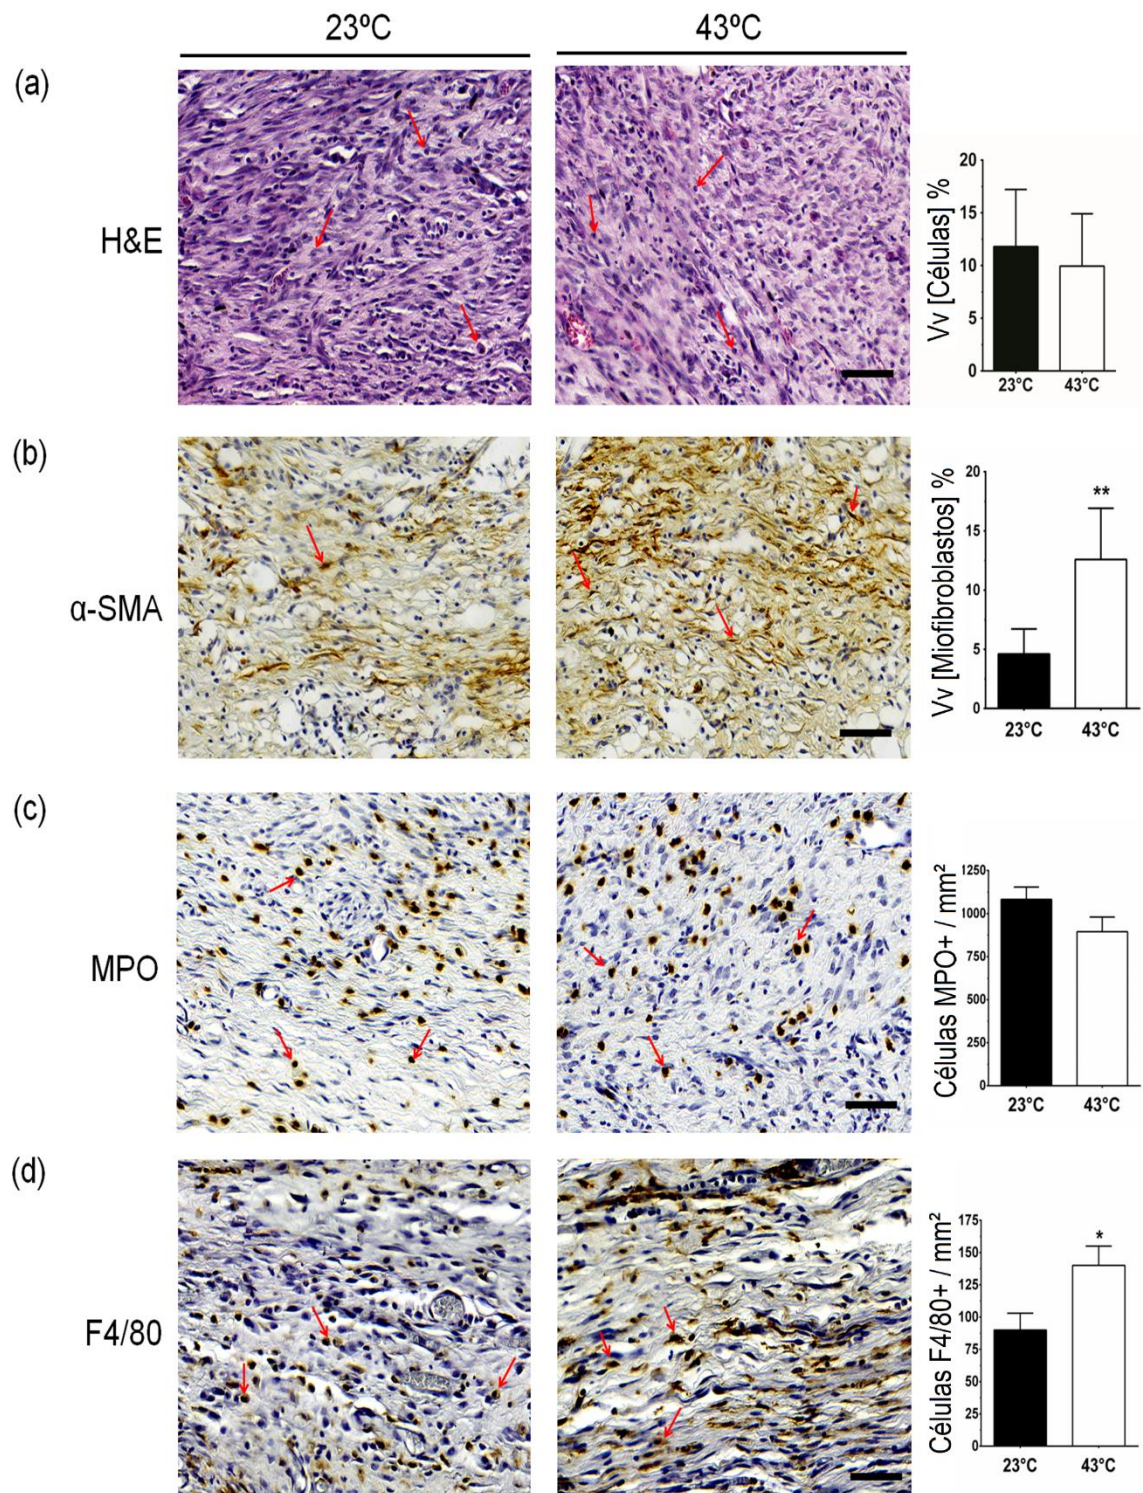 23ºC
43ºC
(a)
H&E
Vv [Células] %
20
15
10
5
0
23°C
43°C
(b)
α-SMA
Vv [Miofibroblastos] %
20
15
10
5
0
**
23°C
43°C
(c)
MPO
Células MPO+ / mm²
1250
1000
750
500
250
0
23°C
43°C
(d)
F4/80
Células F4/80+ / mm²
175
150
125
100
75
50
25
0
*
23°C
43°C